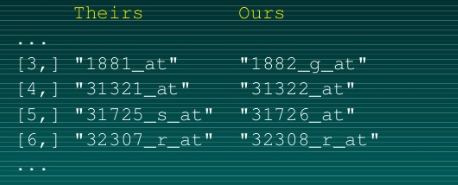 Theirs Ours
...
[3,] "1881_at" "1882_g_at"
[4,] "31321_at" "31322_at"
[5,] "31725_s_at" "31726_at"
[6,] "32307_r_at" "32308_r_at"
...